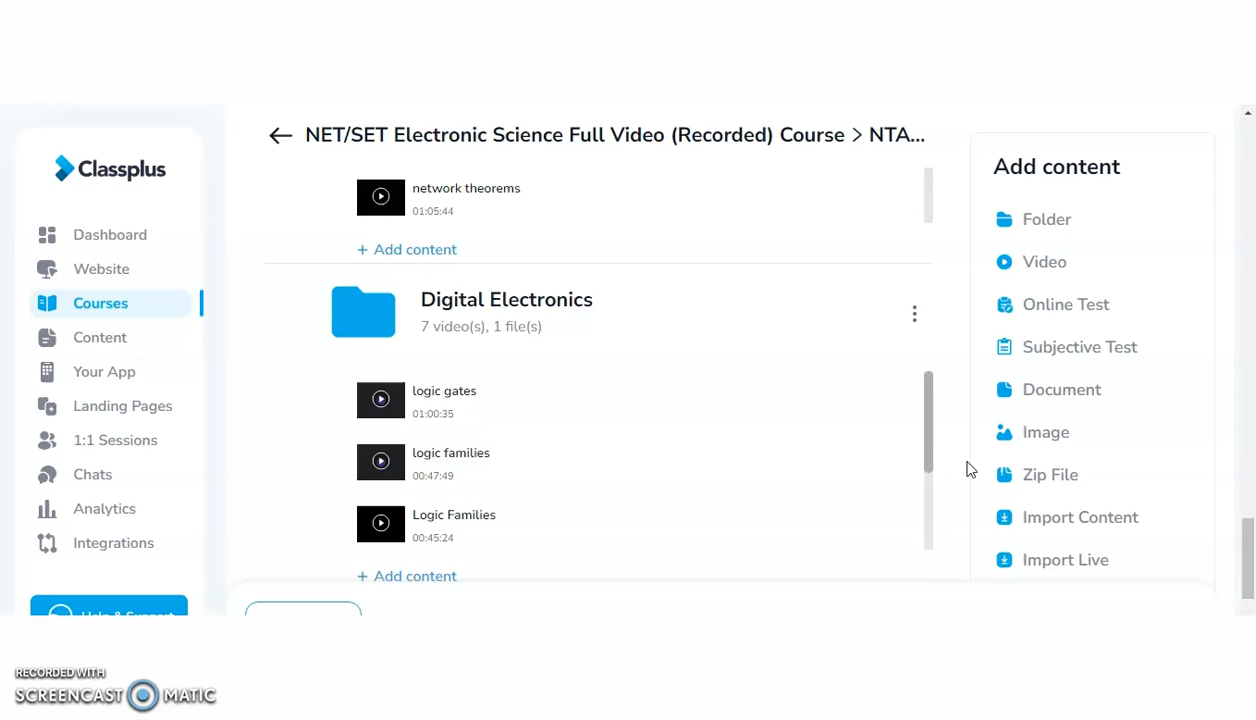 Classplus
Dashboard
Website
Courses
Content
Your App
Landing Pages
1:1 Sessions
Chats
Analytics
Integrations
Help & Support
NET/SET Electronic Science Full Video (Recorded) Course > NTA...
network theorems
01:05:44
+ Add content
Digital Electronics
7 video(s), 1 file(s)
logic gates
01:00:35
logic families
00:47:49
Logic Families
00:45:24
+ Add content
Add content
Folder
Video
Online Test
Subjective Test
Document
Image
Zip File
Import Content
Import Live
RECORDED WITH
SCREENCAST MATIC